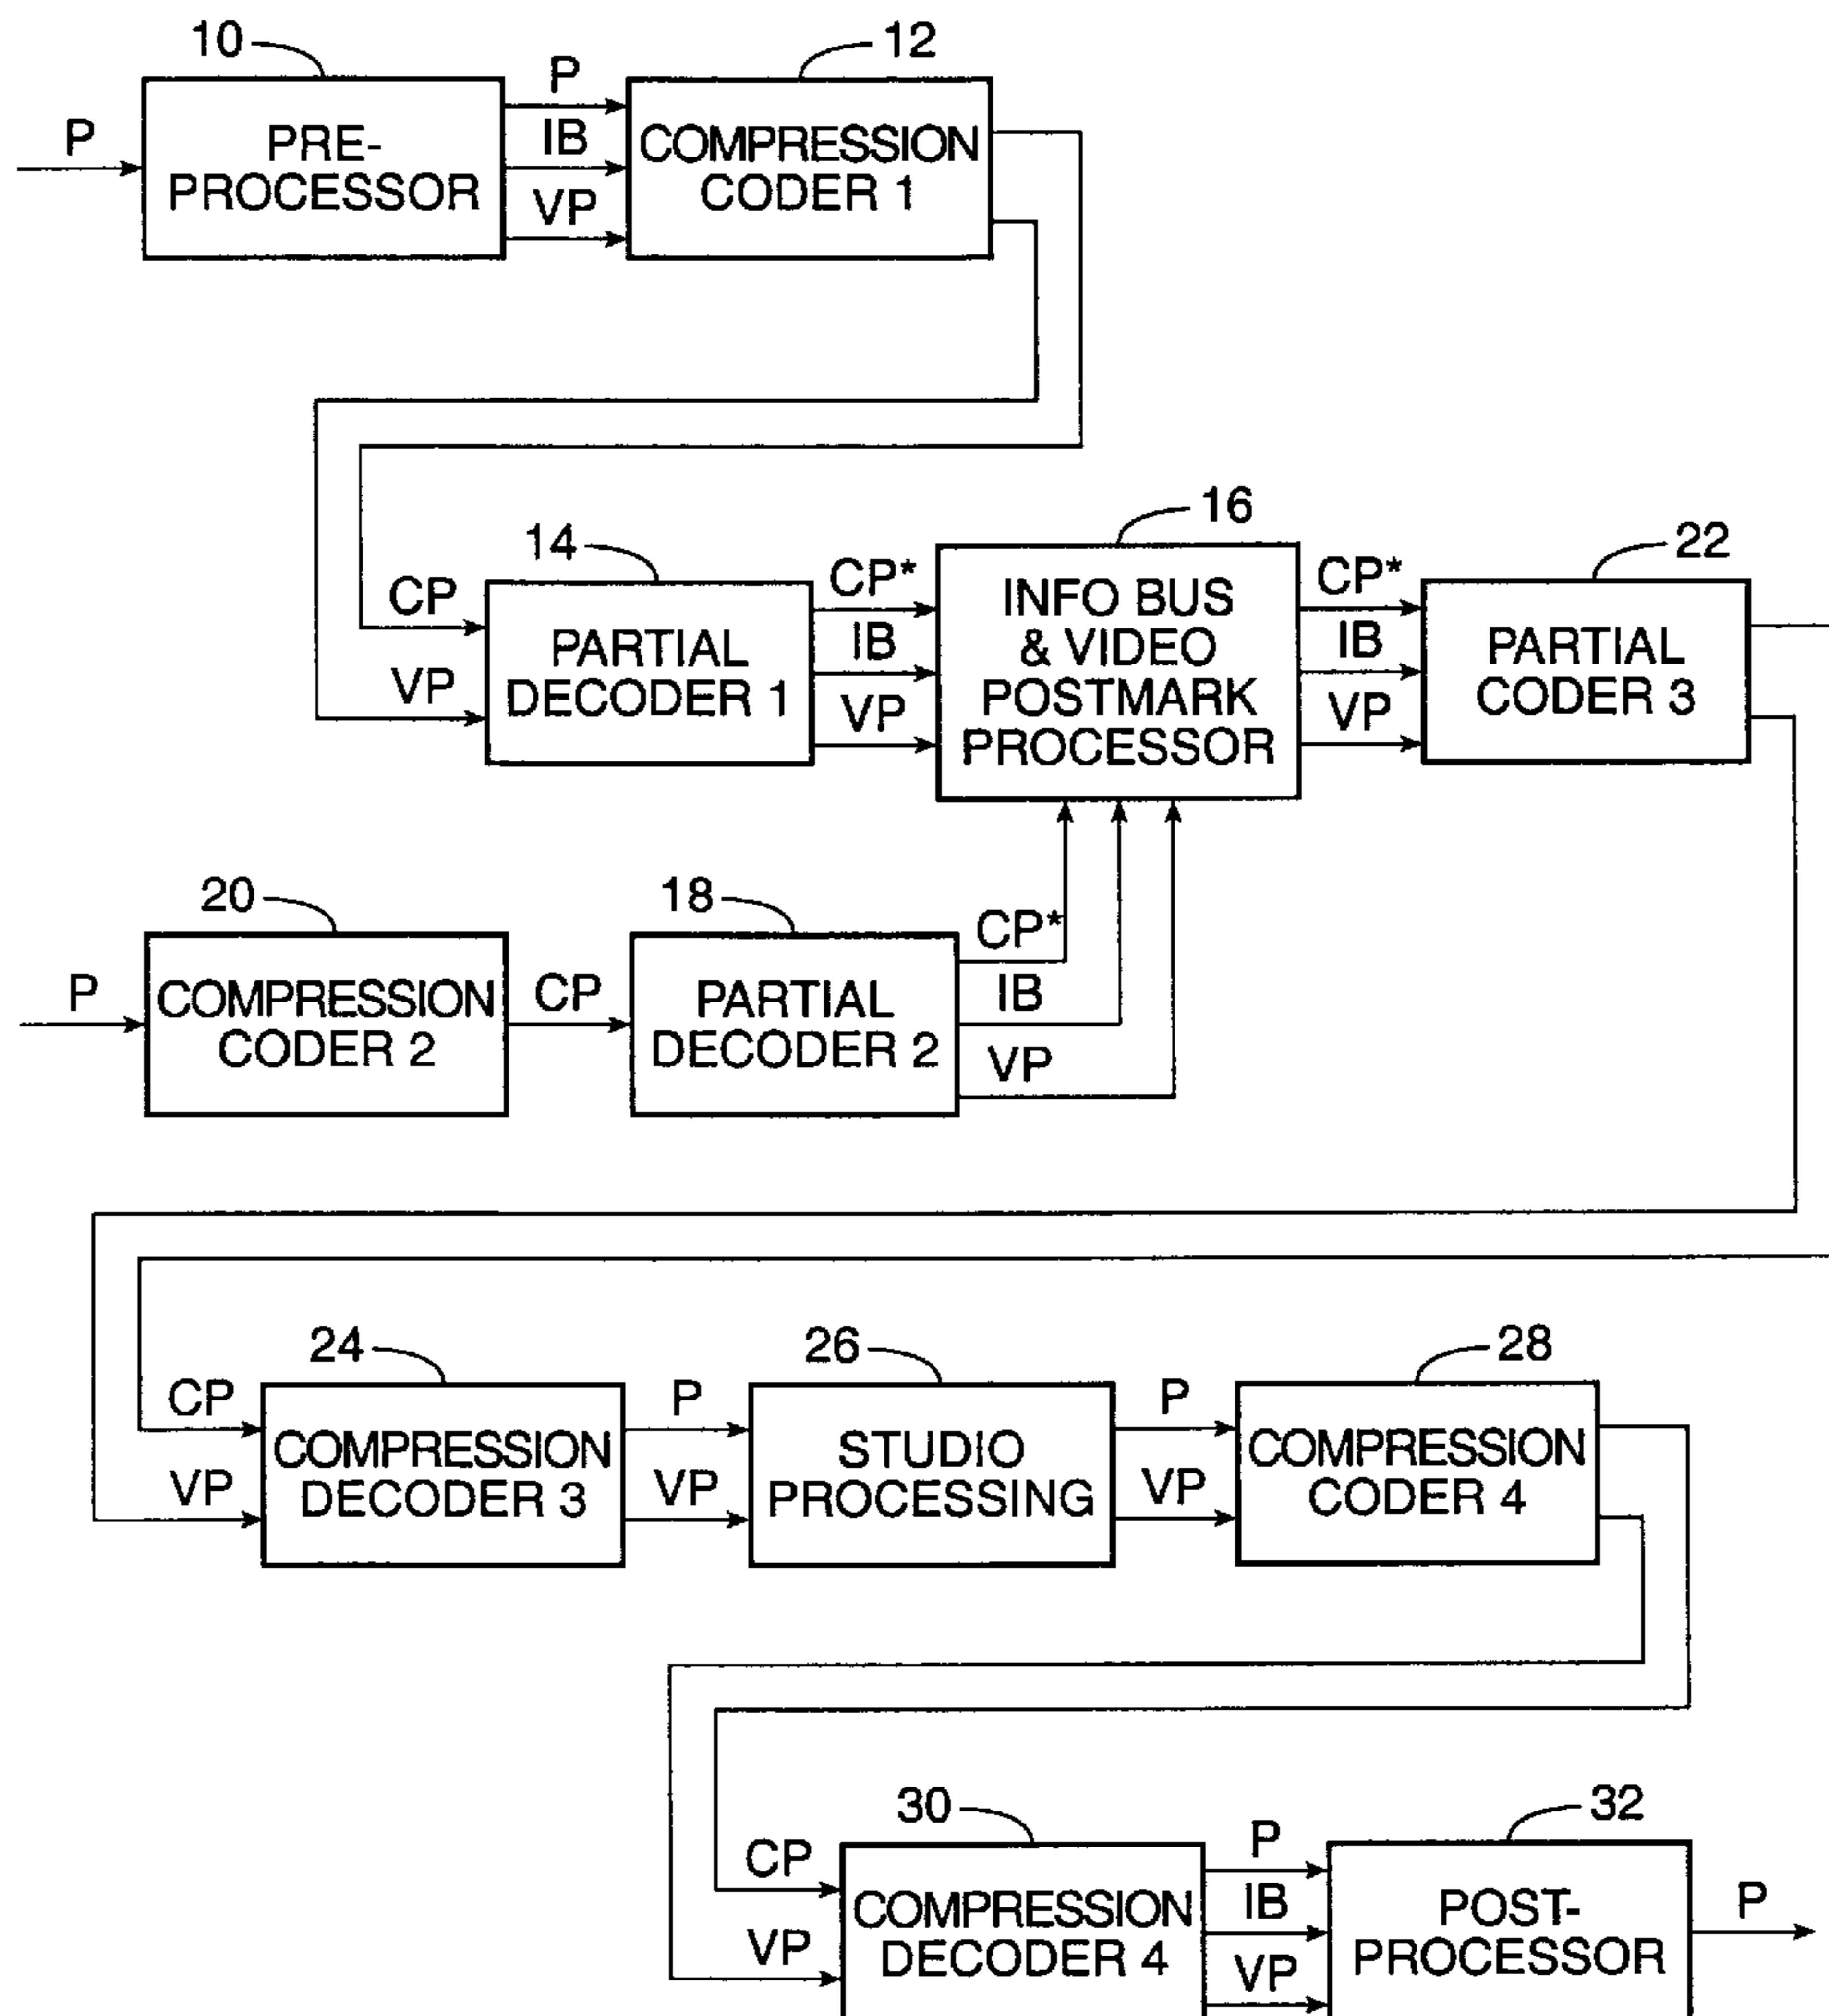 10
12
P
PRE-
PROCESSOR
P
IB
VP
COMPRESSION
CODER 1
14
16
22
CP
VP
PARTIAL
DECODER 1
CP*
IB
VP
INFO BUS
& VIDEO
POSTMARK
PROCESSOR
CP*
IB
VP
PARTIAL
CODER 3
20
18
P
COMPRESSION
CODER 2
CP
PARTIAL
DECODER 2
CP*
IB
VP
24
26
28
CP
VP
COMPRESSION
DECODER 3
P
VP
STUDIO
PROCESSING
P
VP
COMPRESSION
CODER 4
30
32
CP
VP
COMPRESSION
DECODER 4
P
IB
VP
POST-
PROCESSOR
P